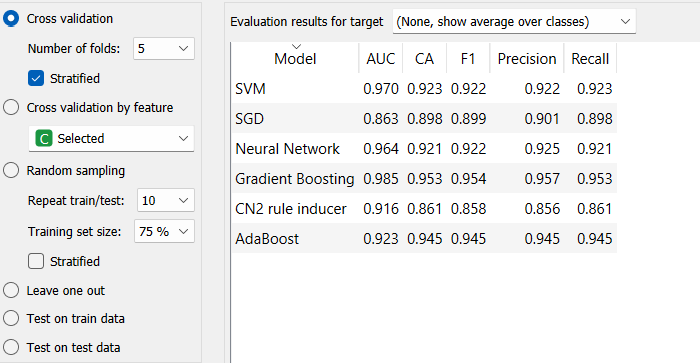 Cross validation
Number of folds: 5
Stratified
Cross validation by feature
C Selected
Random sampling
Repeat train/test: 10
Training set size: 75 %
Stratified
Leave one out
Test on train data
Test on test data
Evaluation results for target (None, show average over classes)
Model AUC CA F1 Precision Recall
SVM 0.970 0.923 0.922 0.922 0.923
SGD 0.863 0.898 0.899 0.901 0.898
Neural Network 0.964 0.921 0.922 0.925 0.921
Gradient Boosting 0.985 0.953 0.954 0.957 0.953
CN2 rule inducer 0.916 0.861 0.858 0.856 0.861
AdaBoost 0.923 0.945 0.945 0.945 0.945